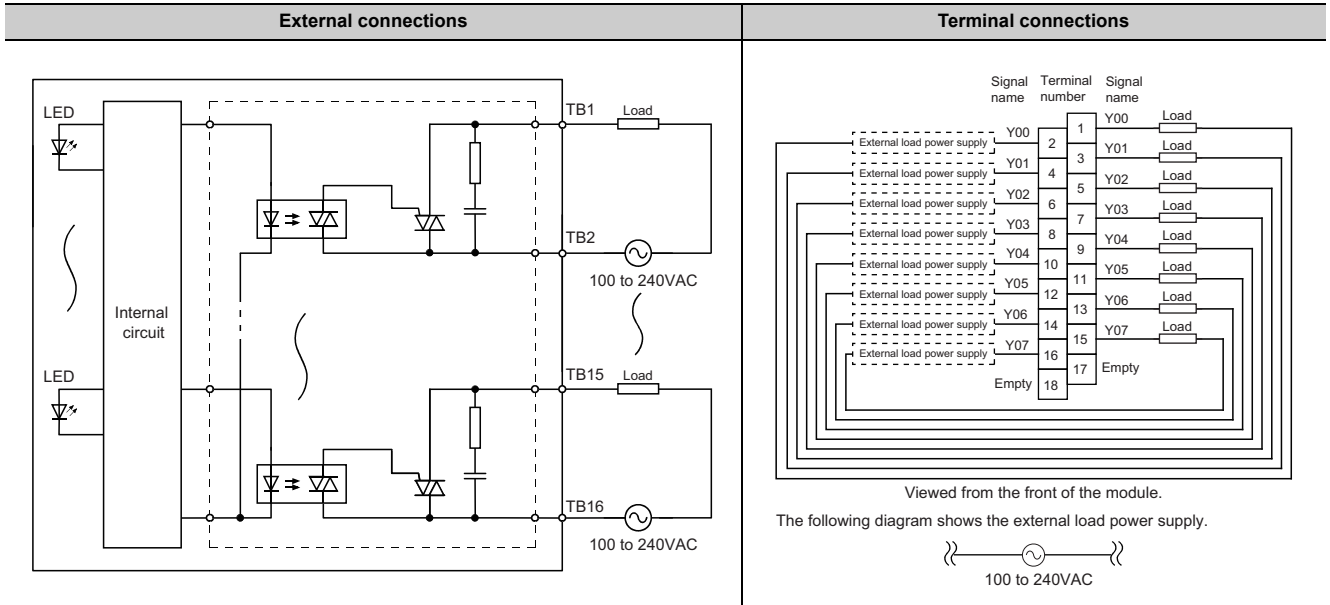 External connections
Terminal connections
LED
Internal
circuit
LED
TB1
Load
TB2
100 to 240VAC
TB15
Load
TB16
100 to 240VAC
Signal
name
Terminal
number
Signal
name
1
Y00
Load
External load power supply
Y00
2
3
Y01
Load
External load power supply
Y01
4
5
Y02
Load
External load power supply
Y02
6
7
Y03
Load
External load power supply
Y03
8
9
Y04
Load
External load power supply
Y04
10
11
Y05
Load
External load power supply
Y05
12
13
Y06
Load
External load power supply
Y06
14
15
Y07
Load
External load power supply
Y07
16
17
Empty
Empty
18
Viewed from the front of the module.
The following diagram shows the external load power supply.
100 to 240VAC